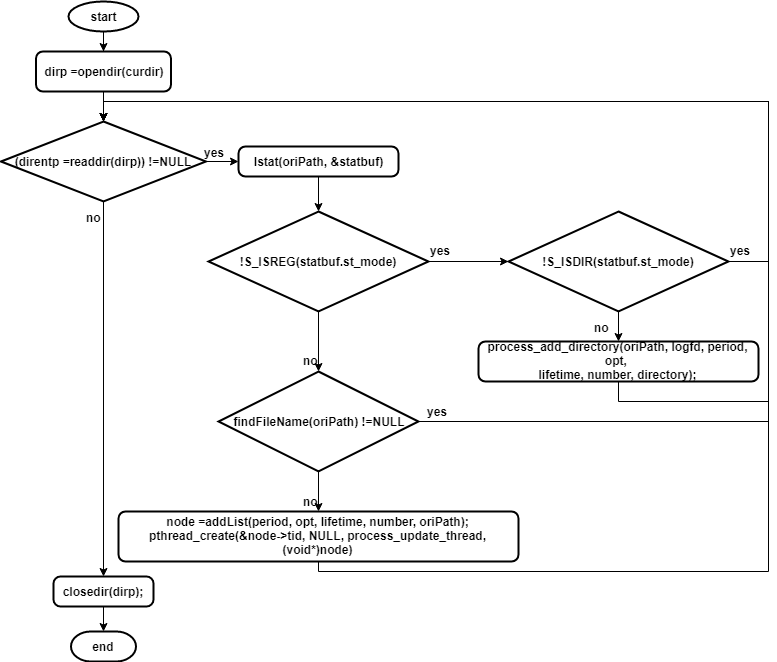 start
dirp =opendir(curdir)
(direntp =readdir(dirp)) !=NULL
yes
lstat(oriPath, &statbuf)
no
!S_ISREG(statbuf.st_mode)
yes
!S_ISDIR(statbuf.st_mode)
yes
no
process_add_directory(oriPath, logfd, period,
opt,
lifetime, number, directory);
no
findFileName(oriPath) !=NULL
yes
no
node =addList(period, opt, lifetime, number, oriPath);
pthread_create(&node->tid, NULL, process_update_thread,
(void*)node)
closedir(dirp);
end